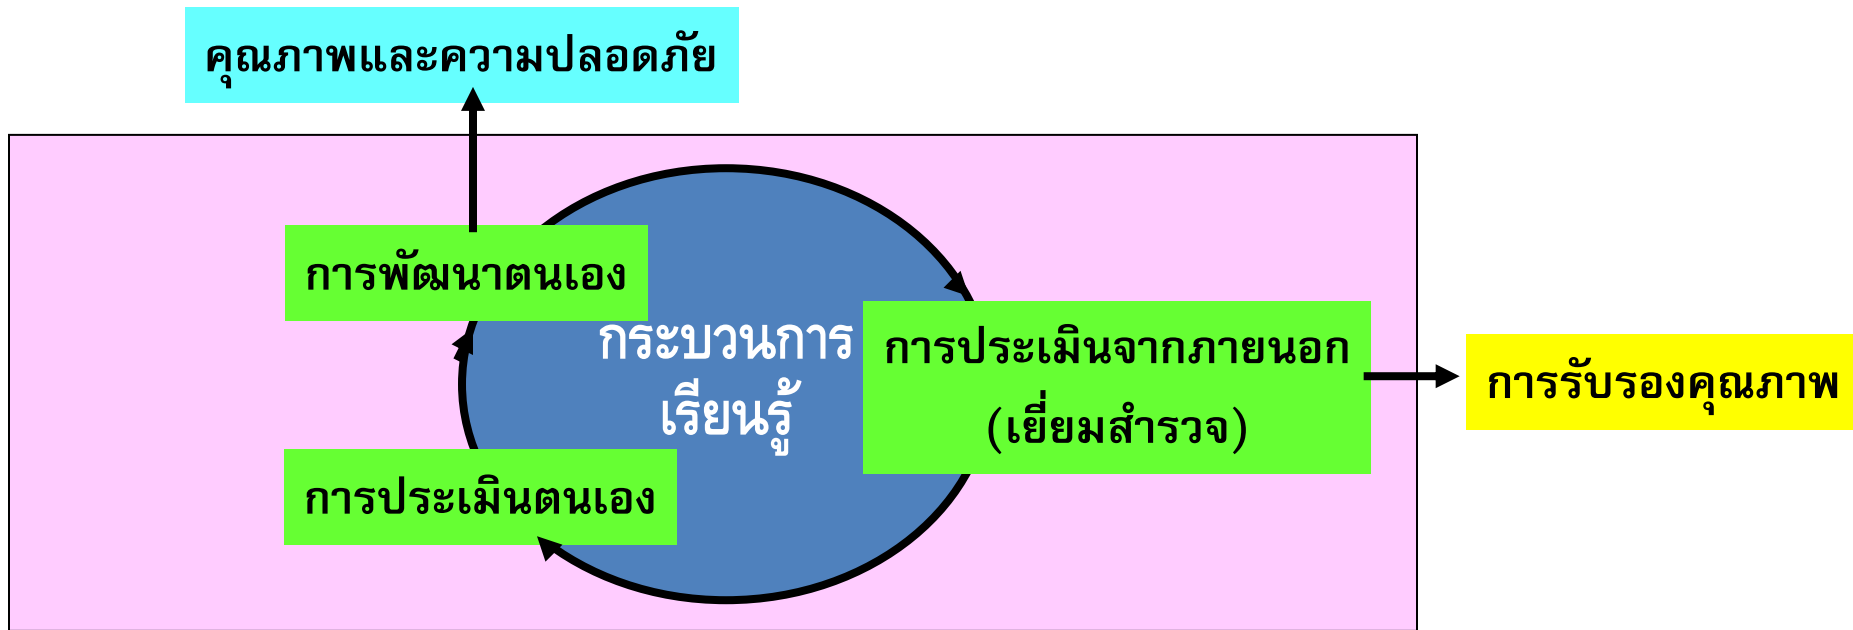 คุณภาพและความปลอดภัย
การพัฒนาตนเอง
กระบวนการ
เรียนรู้
การประเมินจากภายนอก
(เยี่ยมสำรวจ)
การรับรองคุณภาพ
การประเมินตนเอง